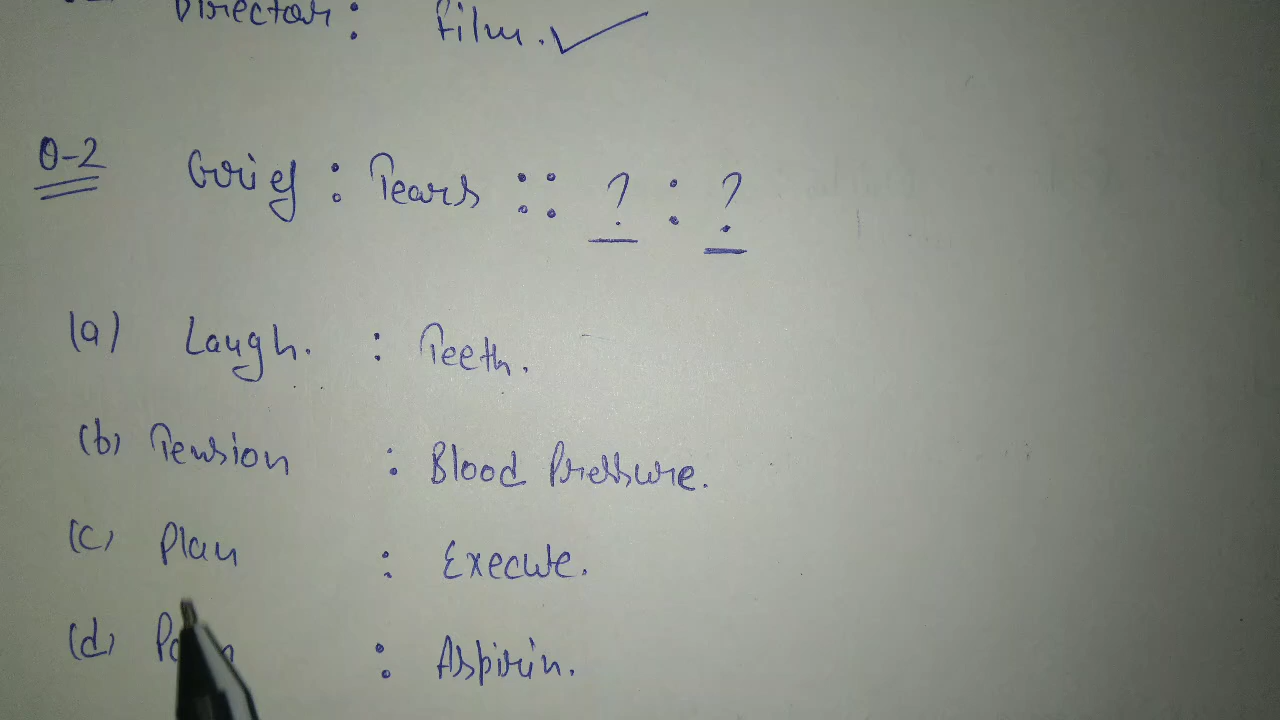 Director : Film.
Q-2 Grief : Tears :: ? : ?
(a) Laugh. : Teeth.
(b) Tension : Blood Pressure.
(c) Plan : Execute.
(d) : Aspirin.